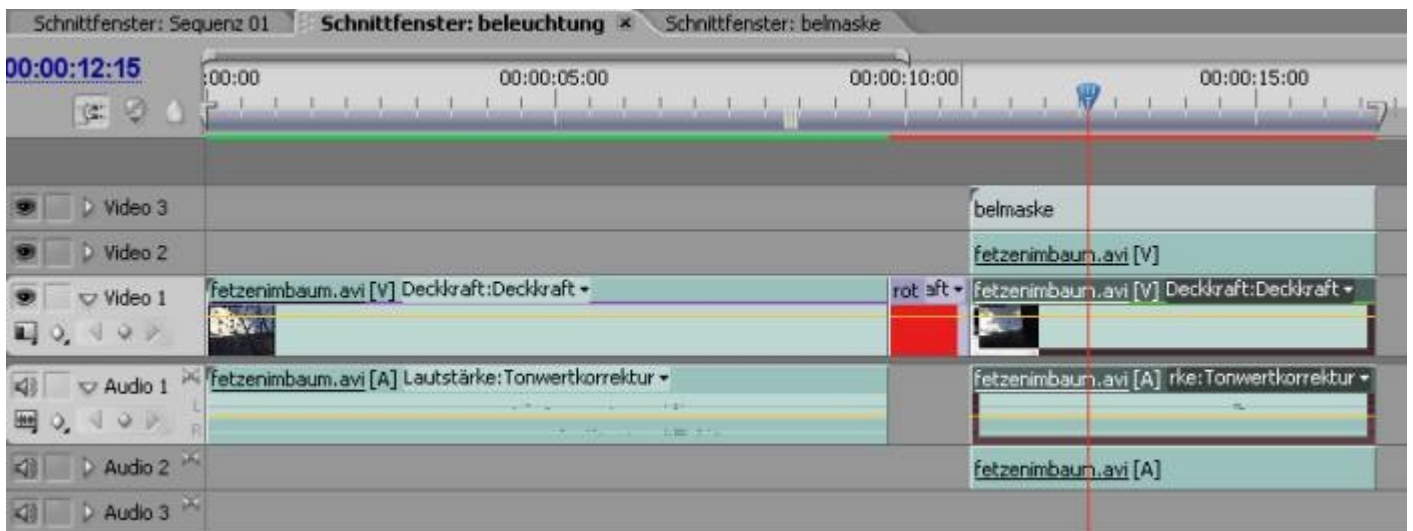 Schnittfenster: Sequenz 01 Schnittfenster: beleuchtung × Schnittfenster: belmaske
00:00:12:15
:00:00 00:00:05:00 00:00:10:00 00:00:15:00
Video 3 belmaske
Video 2 fetzenimbaum.avi [V]
Video 1 fetzenimbaum.avi [V] Deckkraft:Deckkraft rot aft fetzenimbaum.avi [V] Deckkraft:Deckkraft
Audio 1 fetzenimbaum.avi [A] Lautstärke:Tonwertkorrektur fetzenimbaum.avi [A] rke:Tonwertkorrektur
L
R
Audio 2 fetzenimbaum.avi [A]
Audio 3